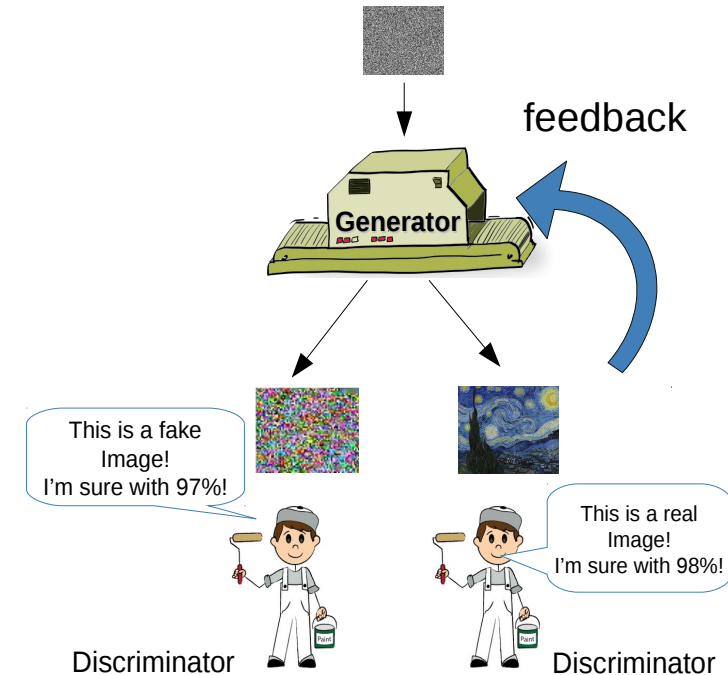 feedback
Generator
This is a fake
Image!
I'm sure with 97%!
This is a real
Image!
I'm sure with 98%!
Paint
Paint
Discriminator
Discriminator